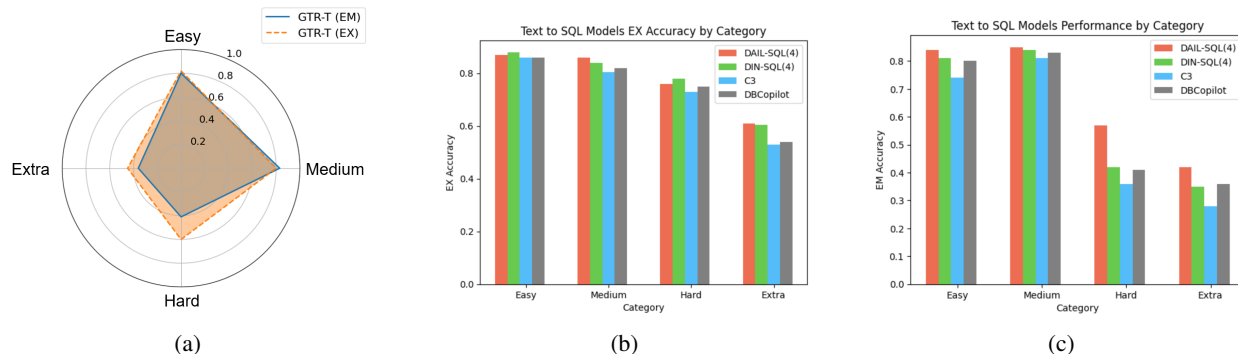 GTR-T (EM)
GTR-T (EX)
Easy
1.0
0.8
0.6
0.4
0.2
Extra
Medium
Hard
(a)
Text to SQL Models EX Accuracy by Category
DAIL-SQL(4)
DIN-SQL(4)
C3
DBCopilot
EX Accuracy
0.8
0.6
0.4
0.2
0.0
Easy
Medium
Hard
Extra
Category
(b)
Text to SQL Models Performance by Category
DAIL-SQL(4)
DIN-SQL(4)
C3
DBCopilot
EM Accuracy
0.8
0.7
0.6
0.5
0.4
0.3
0.2
0.1
0.0
Easy
Medium
Hard
Extra
Category
(c)